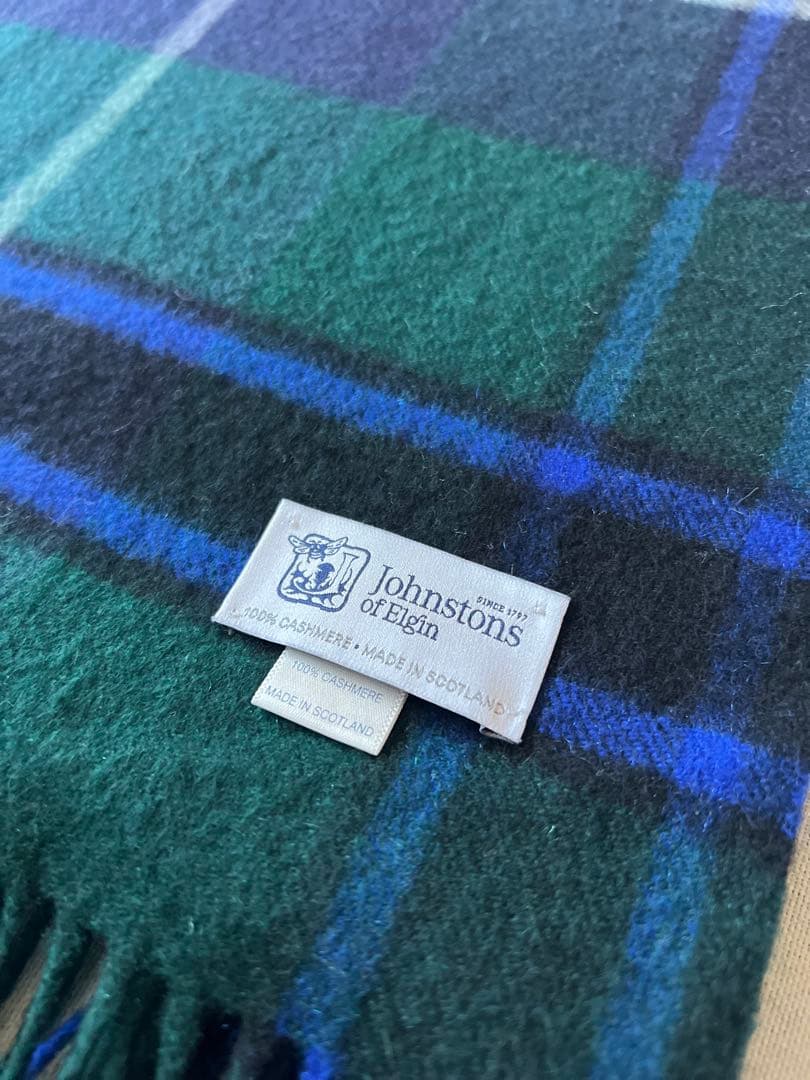 SINCE 1797
Johnstons
of Elgin
100% CASHMERE • MADE IN SCOTLAND
100% CASHMERE
MADE IN SCOTLAND